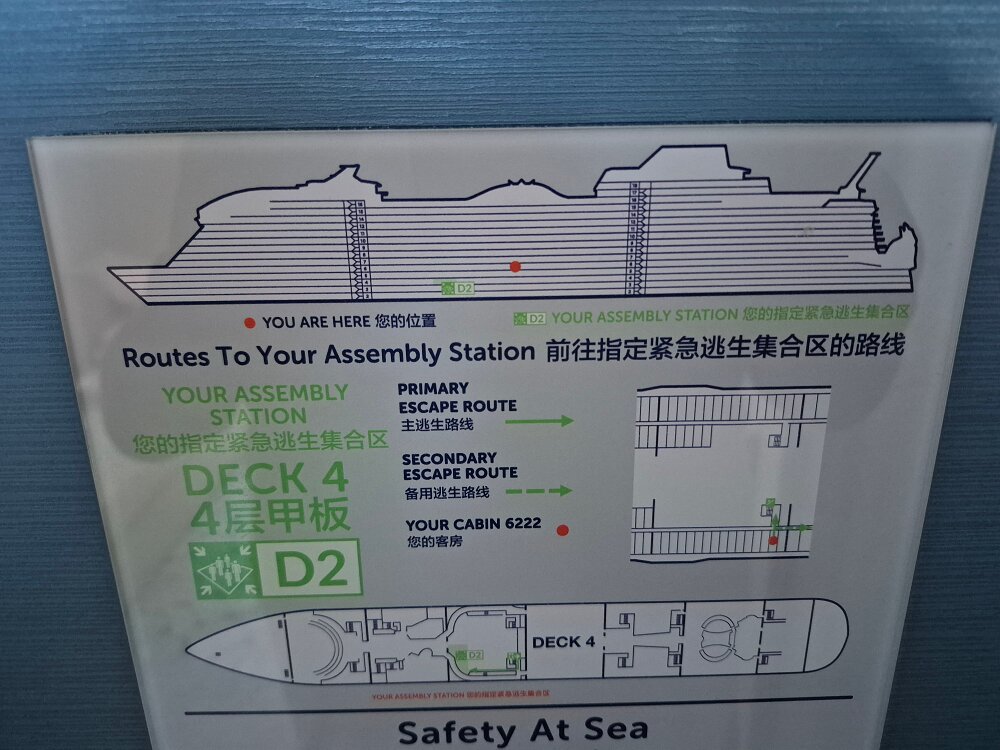 D2
YOU ARE HERE 您的位置
D2 YOUR ASSEMBLY STATION 您的指定紧急逃生集合区
Routes To Your Assembly Station 前往指定紧急逃生集合区的路线
YOUR ASSEMBLY
STATION
您的指定紧急逃生集合区
DECK 4
4层甲板
D2
PRIMARY
ESCAPE ROUTE
主逃生路线
SECONDARY
ESCAPE ROUTE
备用逃生路线
YOUR CABIN 6222
您的客房
DECK 4
D2
YOUR ASSEMBLY STATION 您的指定紧急逃生集合区
Safety At Sea